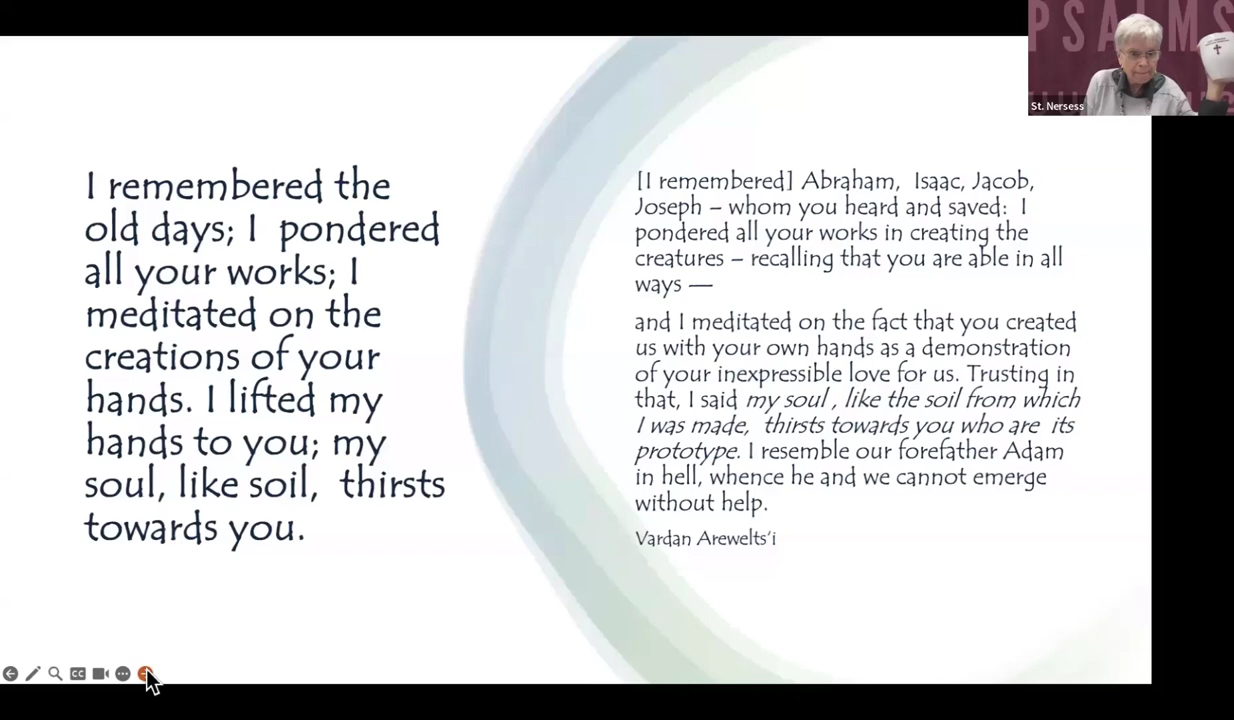 PSALMS
St. Nersess
I remembered the
old days; I pondered
all your works; I
meditated on the
creations of your
hands. I lifted my
hands to you; my
soul, like soil, thirsts
towards you.
[I remembered] Abraham, Isaac, Jacob,
Joseph – whom you heard and saved: I
pondered all your works in creating the
creatures – recalling that you are able in all
ways —
and I meditated on the fact that you created
us with your own hands as a demonstration
of your inexpressible love for us. Trusting in
that, I said my soul , like the soil from which
I was made, thirsts towards you who are its
prototype. I resemble our forefather Adam
in hell, whence he and we cannot emerge
without help.
Vardan Arewelts'i
CC